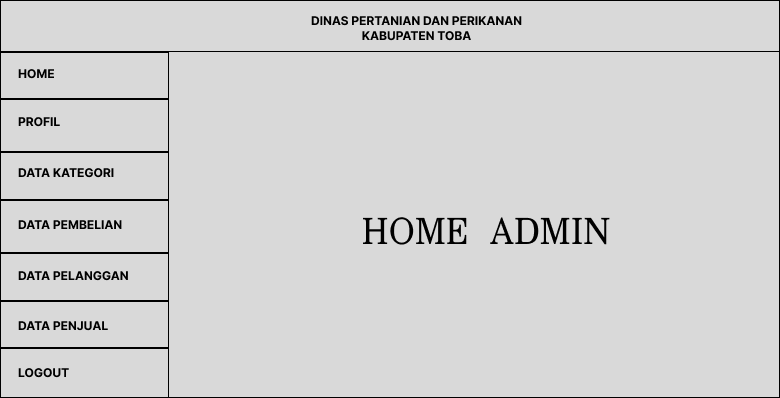 DINAS PERTANIAN DAN PERIKANAN
KABUPATEN TOBA
HOME
PROFIL
DATA KATEGORI
DATA PEMBELIAN
DATA PELANGGAN
DATA PENJUAL
LOGOUT
HOME ADMIN